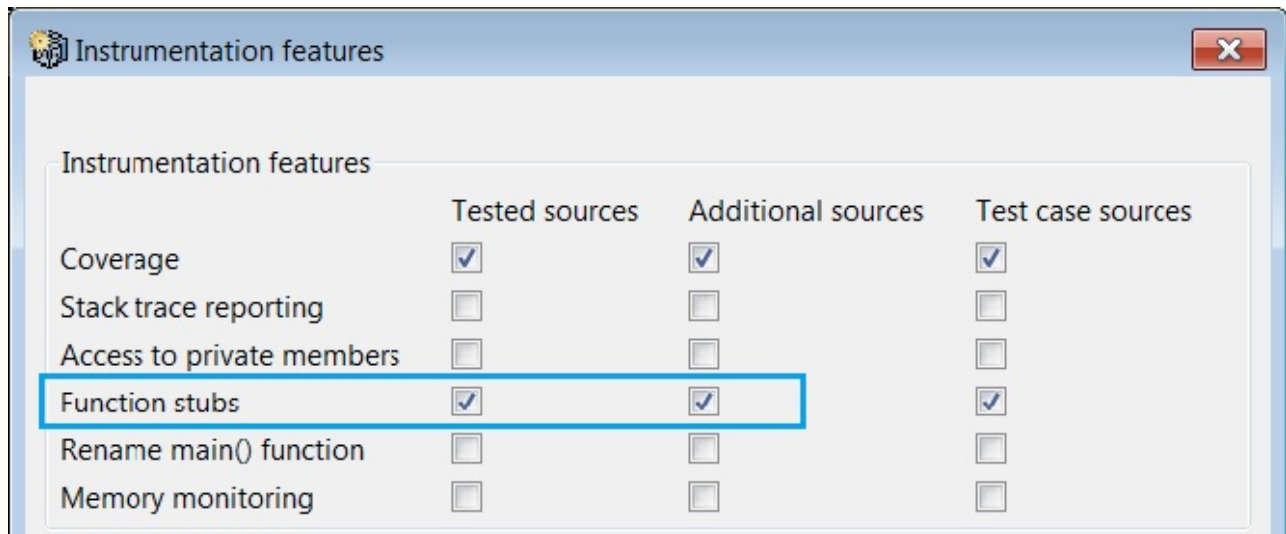 Instrumentation features
Instrumentation features
Tested sources Additional sources Test case sources
Coverage
Stack trace reporting
Access to private members
Function stubs
Rename main() function
Memory monitoring